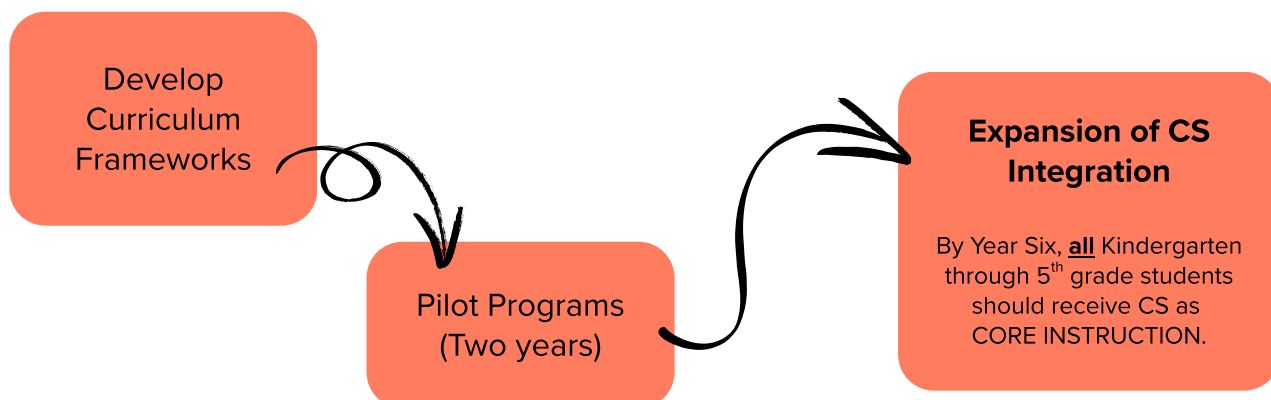 Develop
Curriculum
Frameworks
Pilot Programs
(Two years)
Expansion of CS
Integration
By Year Six, all Kindergarten
through 5th grade students
should receive CS as
CORE INSTRUCTION.